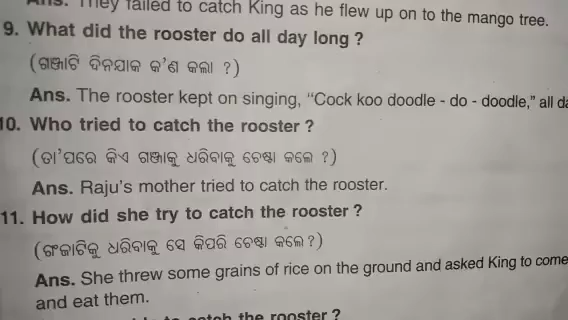 They failed to catch King as he flew up on to the mango tree.
9. What did the rooster do all day long ?
(ଗଞ୍ଜାଟି ଦିନଯାକ କ'ଣ କଲା ?)
Ans. The rooster kept on singing, “Cock koo doodle - do - doodle,” all
10. Who tried to catch the rooster ?
(ତା'ପରେ କିଏ ଗଞ୍ଜାକୁ ଧରିବାକୁ ଚେଷ୍ଟା କଲେ ?)
Ans. Raju's mother tried to catch the rooster.
11. How did she try to catch the rooster ?
(ଗଂଜାଟିକୁ ଧରିବାକୁ ସେ କିପରି ଚେଷ୍ଟା କଲେ ?)
Ans. She threw some grains of rice on the ground and asked King to come
and eat them.
catch the rooster ?